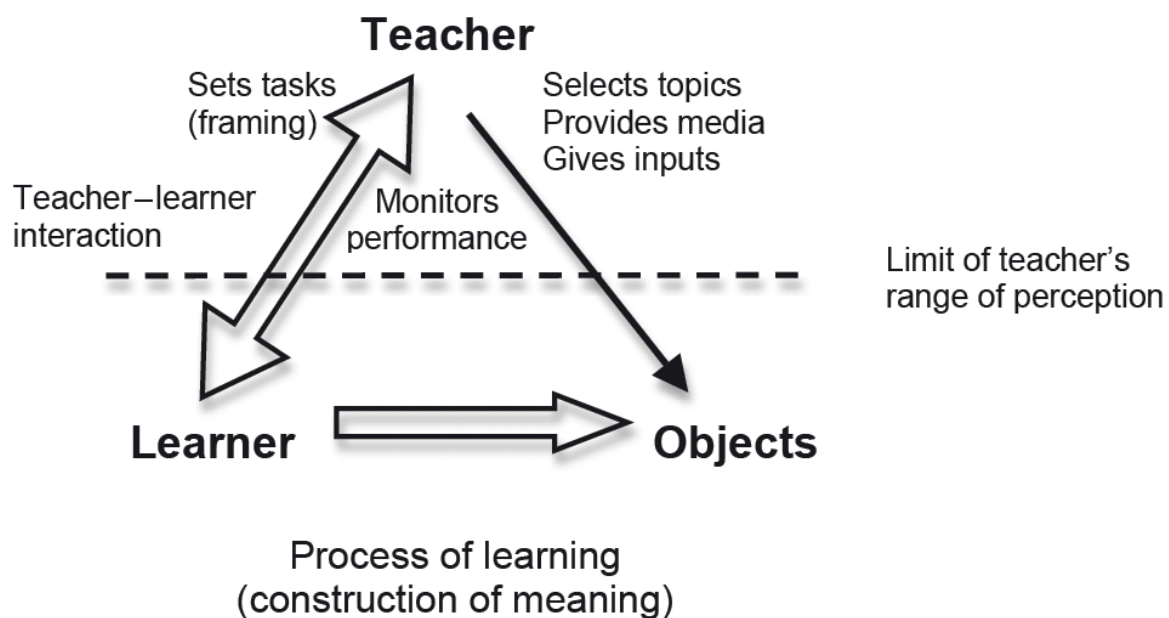 Teacher
Sets tasks
(framing)
Selects topics
Provides media
Gives inputs
Teacher–learner
interaction
Monitors
performance
Limit of teacher's
range of perception
Learner
Objects
Process of learning
(construction of meaning)